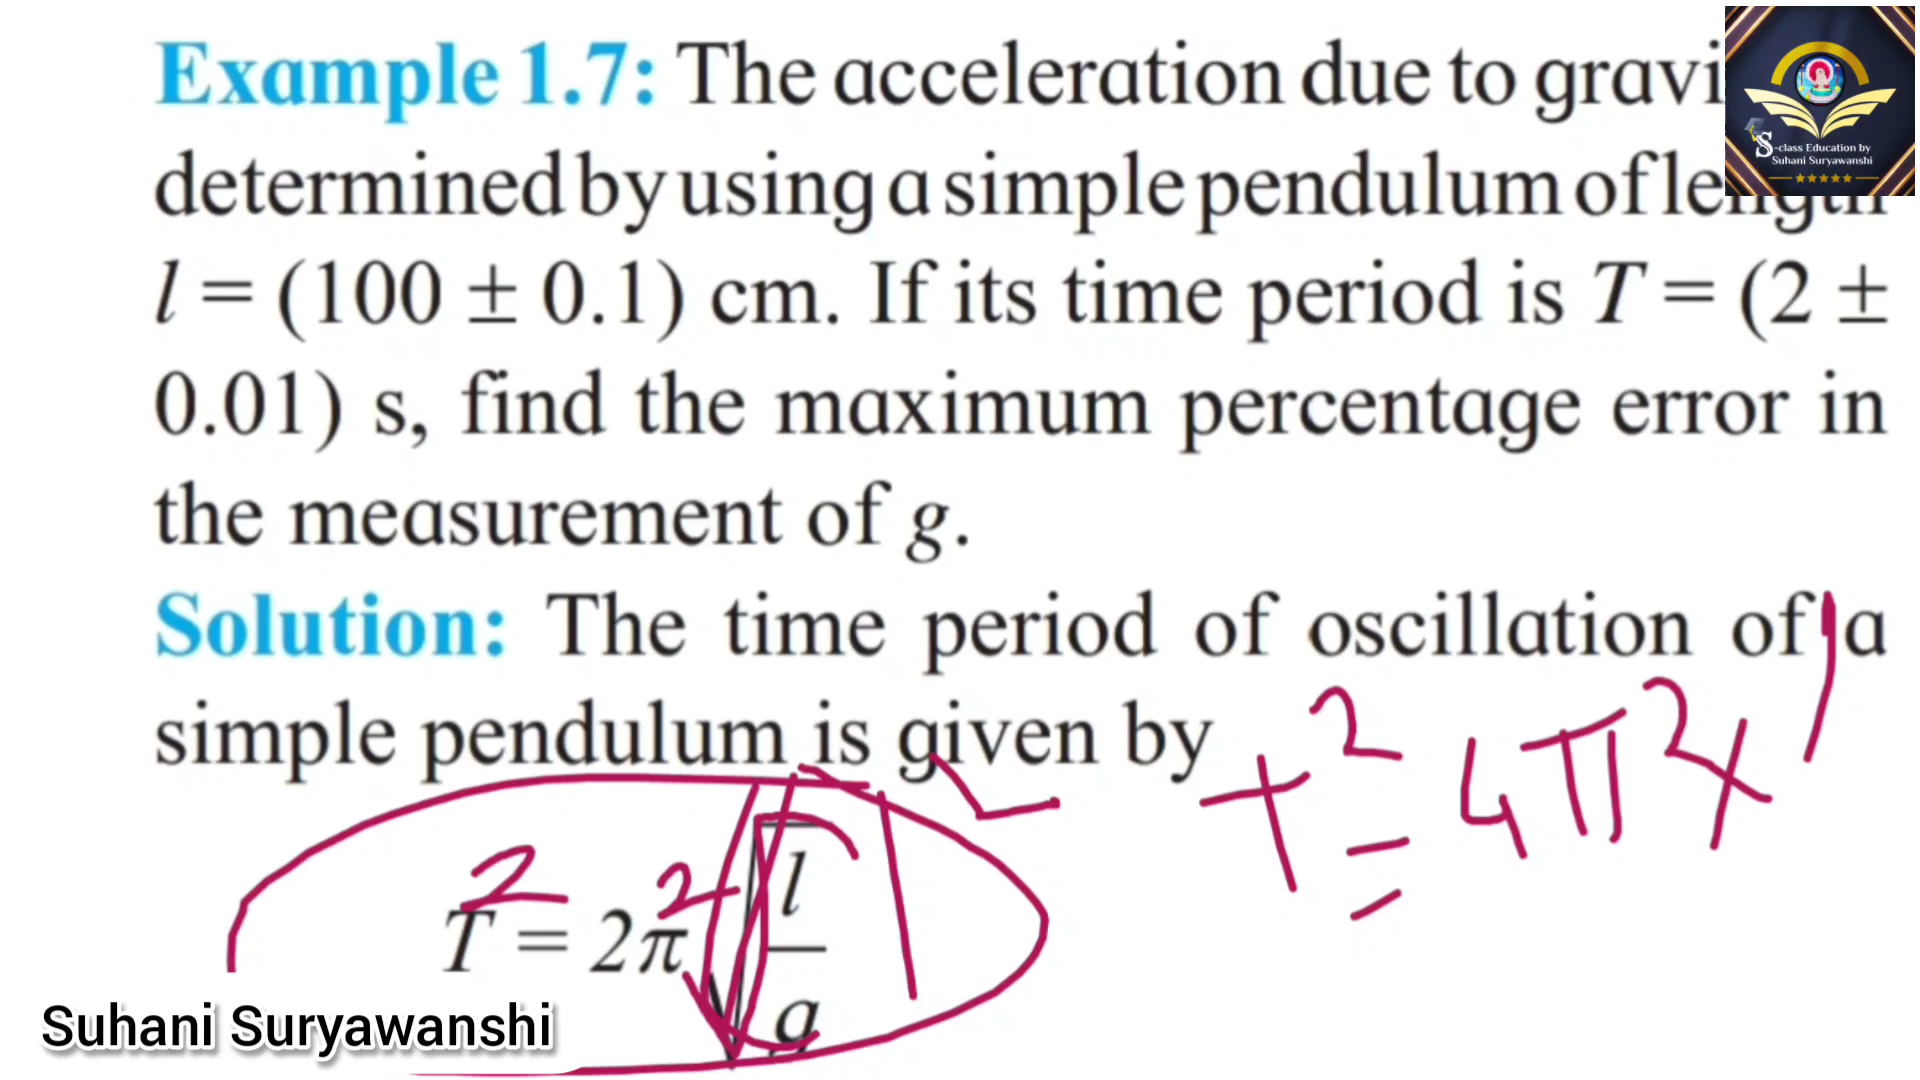 Example 1.7: The acceleration due to gravi
determined by using a simple pendulum of length
l = (100 ± 0.1) cm. If its time period is T = (2 ±
0.01) s, find the maximum percentage error in
the measurement of g.
Solution: The time period of oscillation of a
simple pendulum is given by
T = 2π √ l / g
2 2
T² = 4π² x
S-class Education by
Suhani Suryawanshi
Suhani Suryawanshi